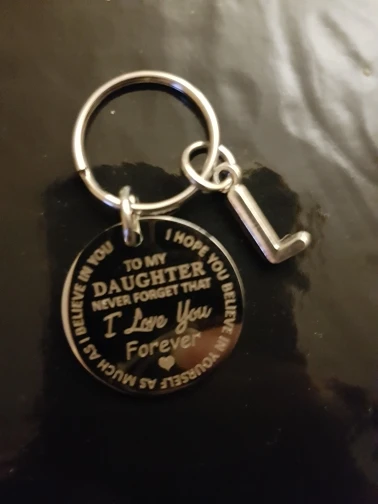 I HOPE YOU BELIEVE IN YOURSELF AS MUCH AS I BELIEVE IN YOU
TO MY
DAUGHTER
NEVER FORGET THAT
I Love You
Forever
L